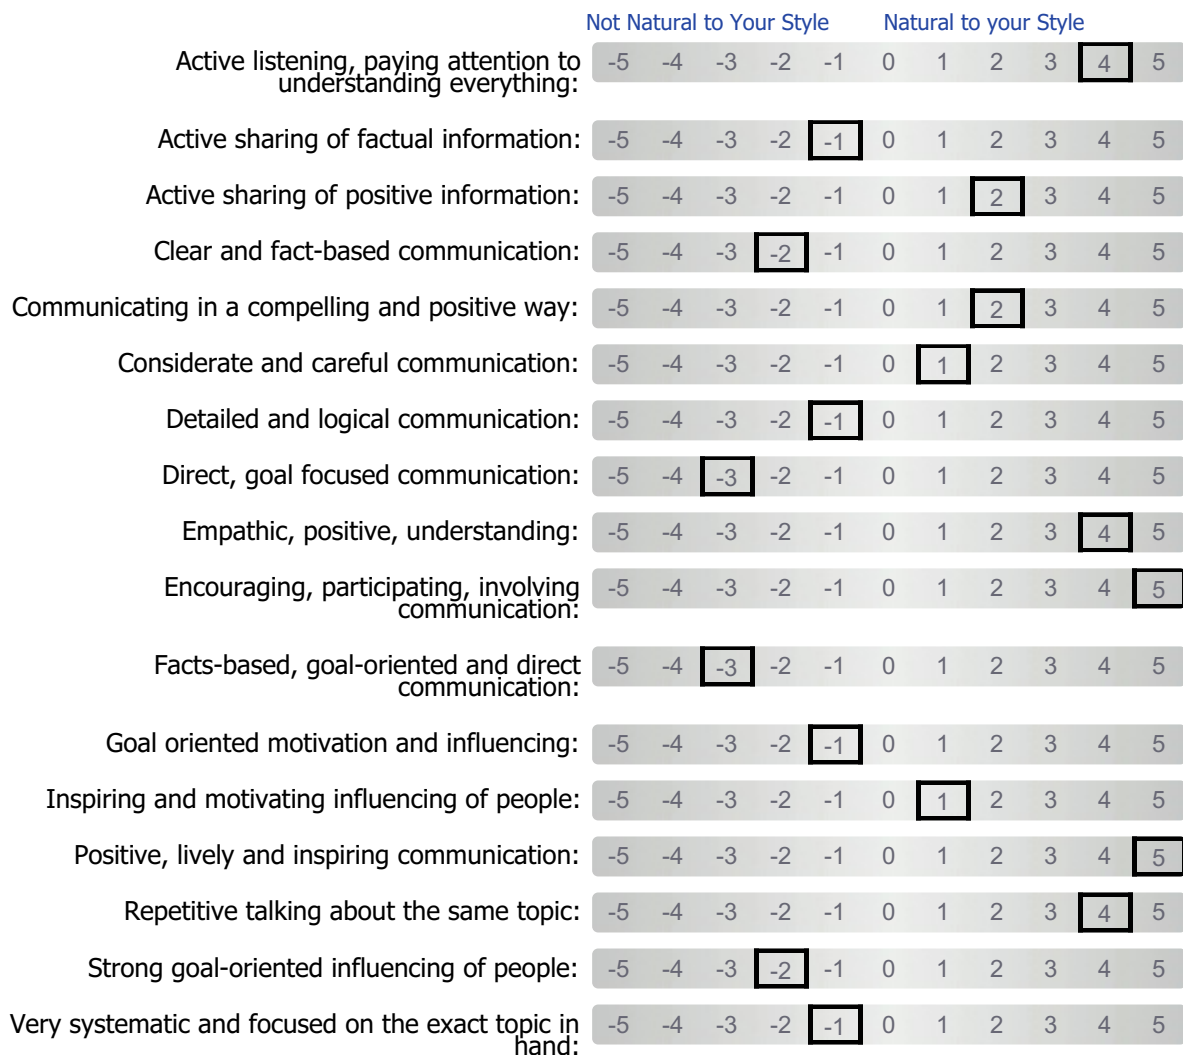 Not Natural to Your Style Natural to your Style
Active listening, paying attention to
understanding everything: -5 -4 -3 -2 -1 0 1 2 3 4 5
Active sharing of factual information: -5 -4 -3 -2 -1 0 1 2 3 4 5
Active sharing of positive information: -5 -4 -3 -2 -1 0 1 2 3 4 5
Clear and fact-based communication: -5 -4 -3 -2 -1 0 1 2 3 4 5
Communicating in a compelling and positive way: -5 -4 -3 -2 -1 0 1 2 3 4 5
Considerate and careful communication: -5 -4 -3 -2 -1 0 1 2 3 4 5
Detailed and logical communication: -5 -4 -3 -2 -1 0 1 2 3 4 5
Direct, goal focused communication: -5 -4 -3 -2 -1 0 1 2 3 4 5
Empathic, positive, understanding: -5 -4 -3 -2 -1 0 1 2 3 4 5
Encouraging, participating, involving
communication: -5 -4 -3 -2 -1 0 1 2 3 4 5
Facts-based, goal-oriented and direct
communication: -5 -4 -3 -2 -1 0 1 2 3 4 5
Goal oriented motivation and influencing: -5 -4 -3 -2 -1 0 1 2 3 4 5
Inspiring and motivating influencing of people: -5 -4 -3 -2 -1 0 1 2 3 4 5
Positive, lively and inspiring communication: -5 -4 -3 -2 -1 0 1 2 3 4 5
Repetitive talking about the same topic: -5 -4 -3 -2 -1 0 1 2 3 4 5
Strong goal-oriented influencing of people: -5 -4 -3 -2 -1 0 1 2 3 4 5
Very systematic and focused on the exact topic in
hand: -5 -4 -3 -2 -1 0 1 2 3 4 5